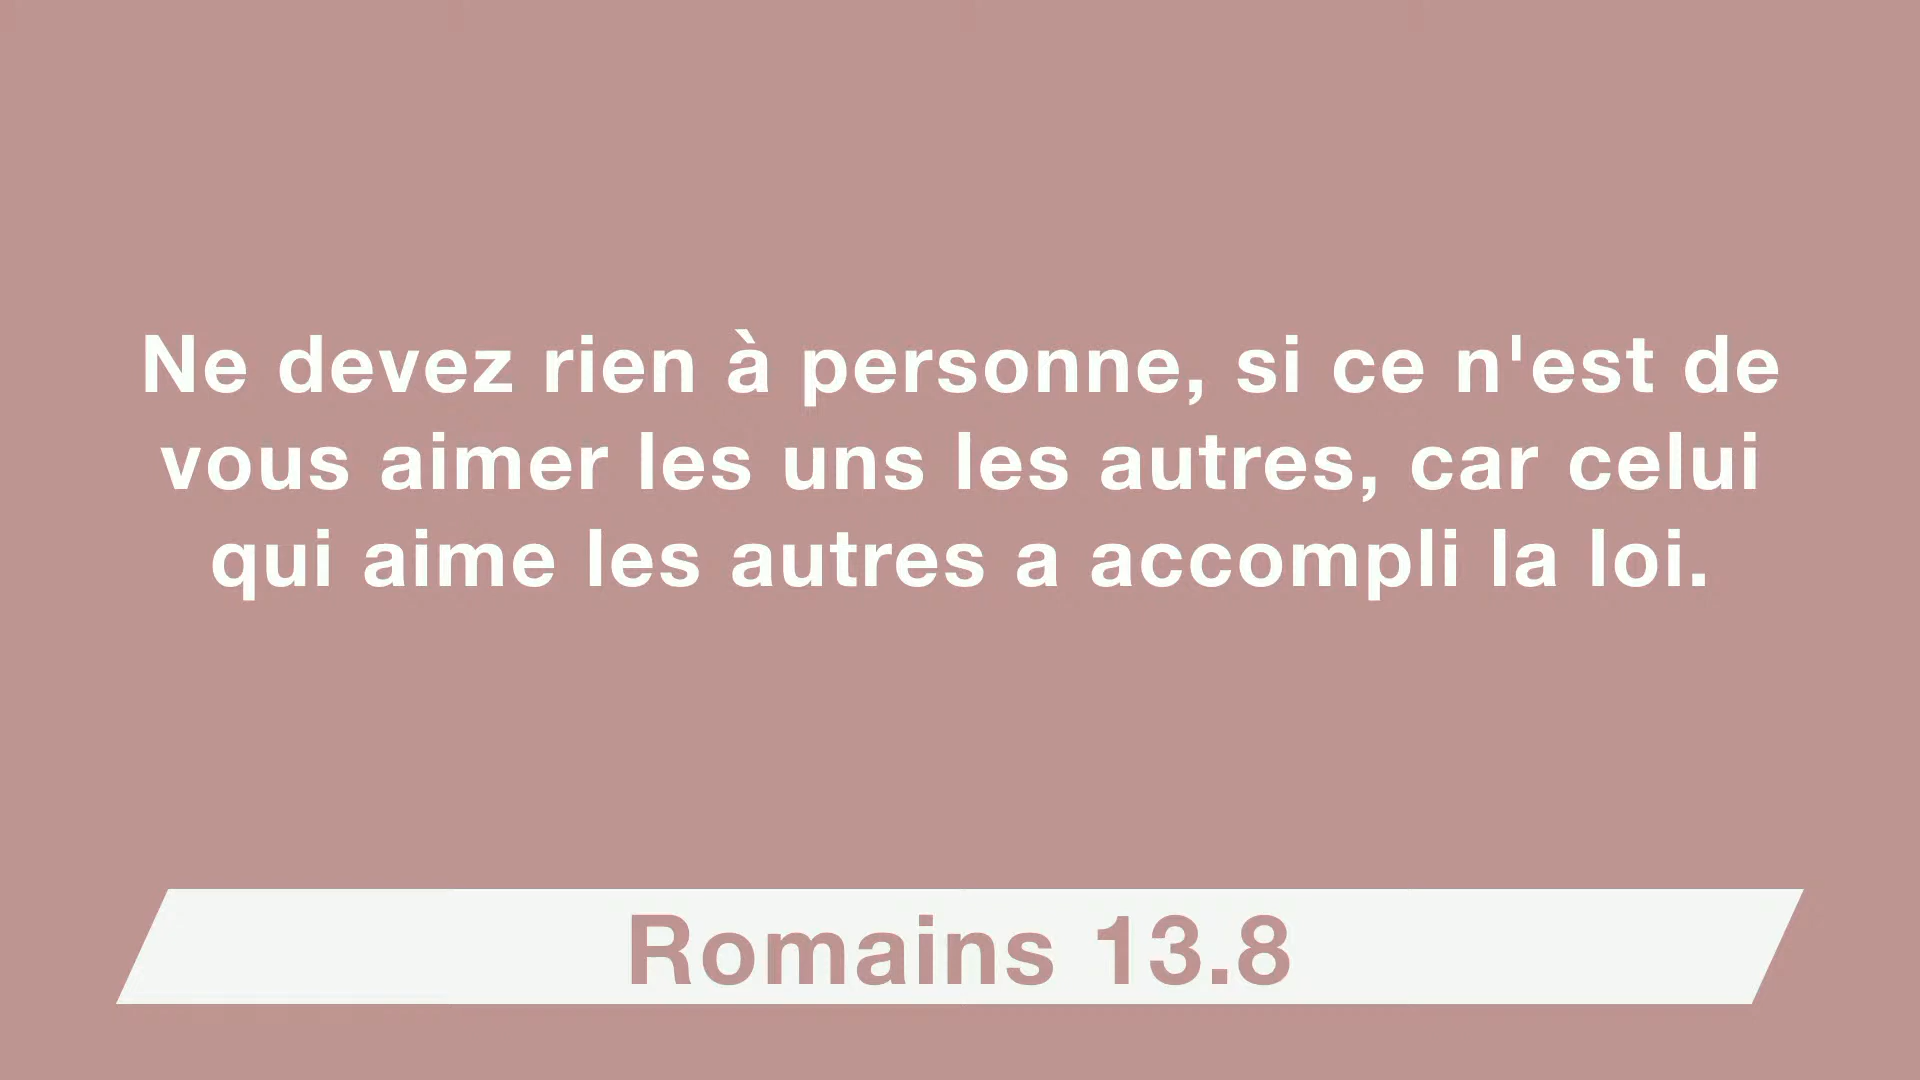 Ne devez rien à personne, si ce n'est de
vous aimer les uns les autres, car celui
qui aime les autres a accompli la loi.
Romains 13.8